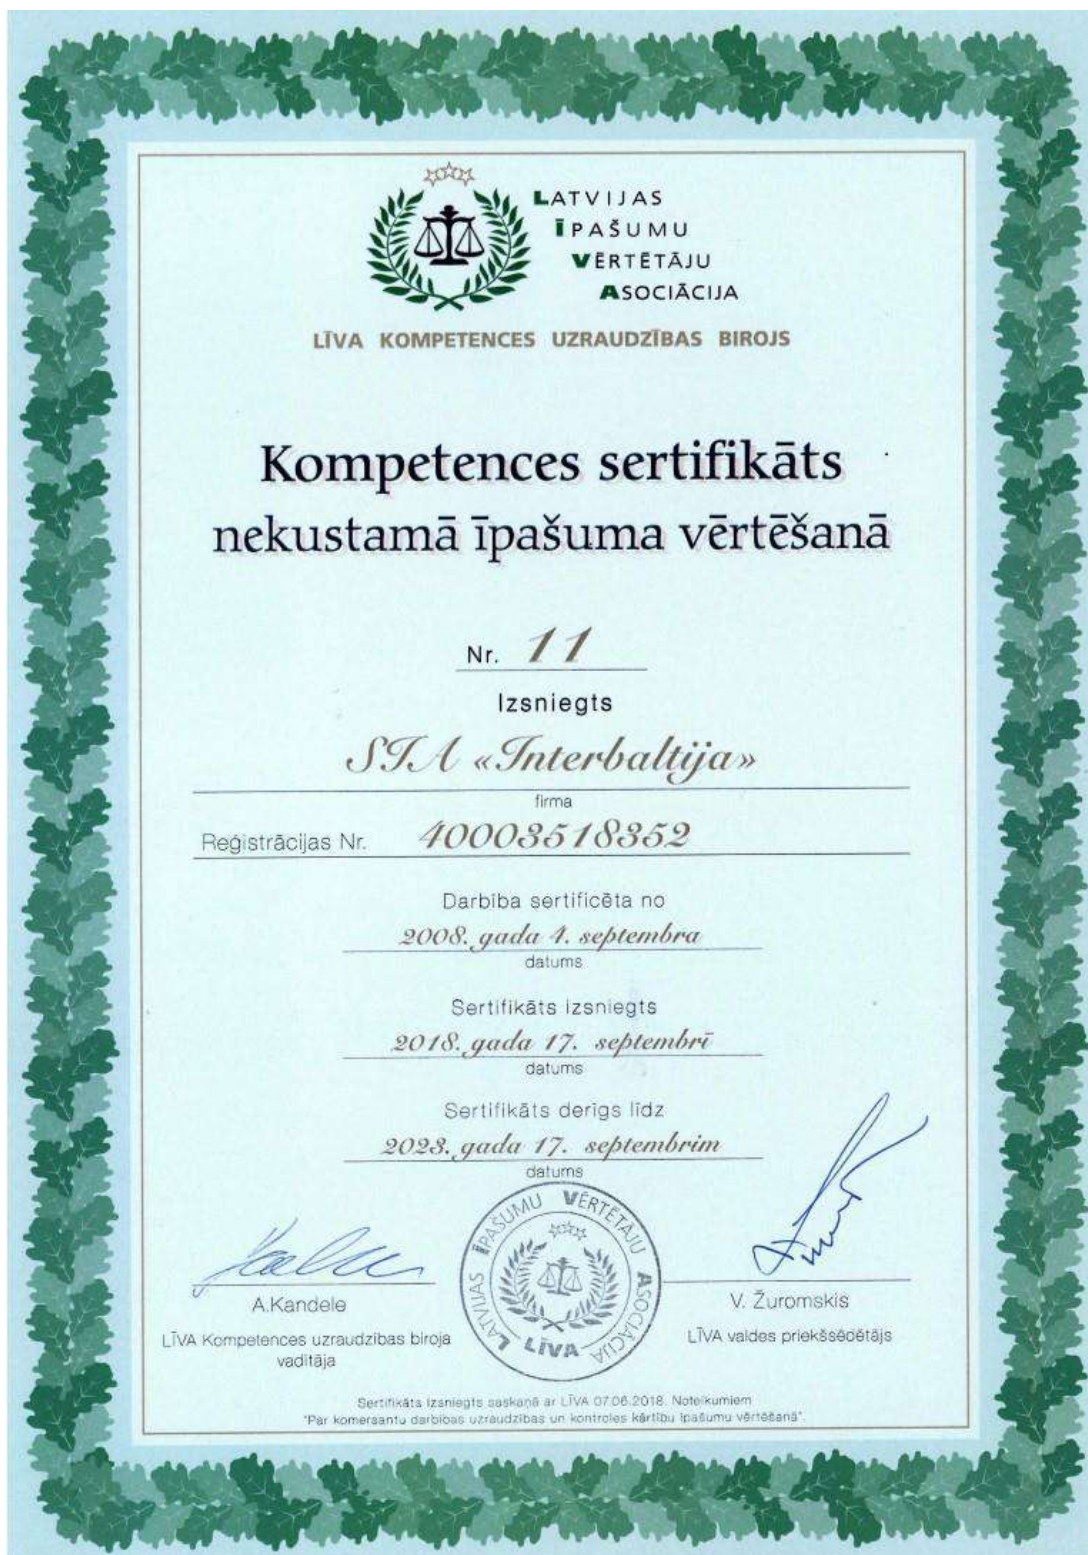 LATVIJAS
ĪPAŠUMU
VĒRTĒTĀJU
ASOCIĀCIJA
LĪVA KOMPETENCES UZRAUDZĪBAS BIROJS
Kompetences sertifikāts
nekustamā īpašuma vērtēšanā
Nr. 11
Izsniegts
SIA «Interbaltija»
firma
Reģistrācijas Nr. 40003518352
Darbība sertificēta no
2008. gada 4. septembra
datums
Sertifikāts izsniegts
2018. gada 17. septembrī
datums
Sertifikāts derīgs līdz
2023. gada 17. septembrim
datums
LATVIJAS ĪPAŠUMU VĒRTĒTĀJU ASOCIĀCIJA
LĪVA
A.Kandele
LĪVA Kompetences uzraudzības biroja
vadītāja
V. Žuromskis
LĪVA valdes priekšsēdētājs
Sertifikāts izsniegts saskaņā ar LĪVA 07.06.2018. Noteikumiem
"Par komersantu darbības uzraudzības un kontroles kārtību īpašumu vērtēšanā".